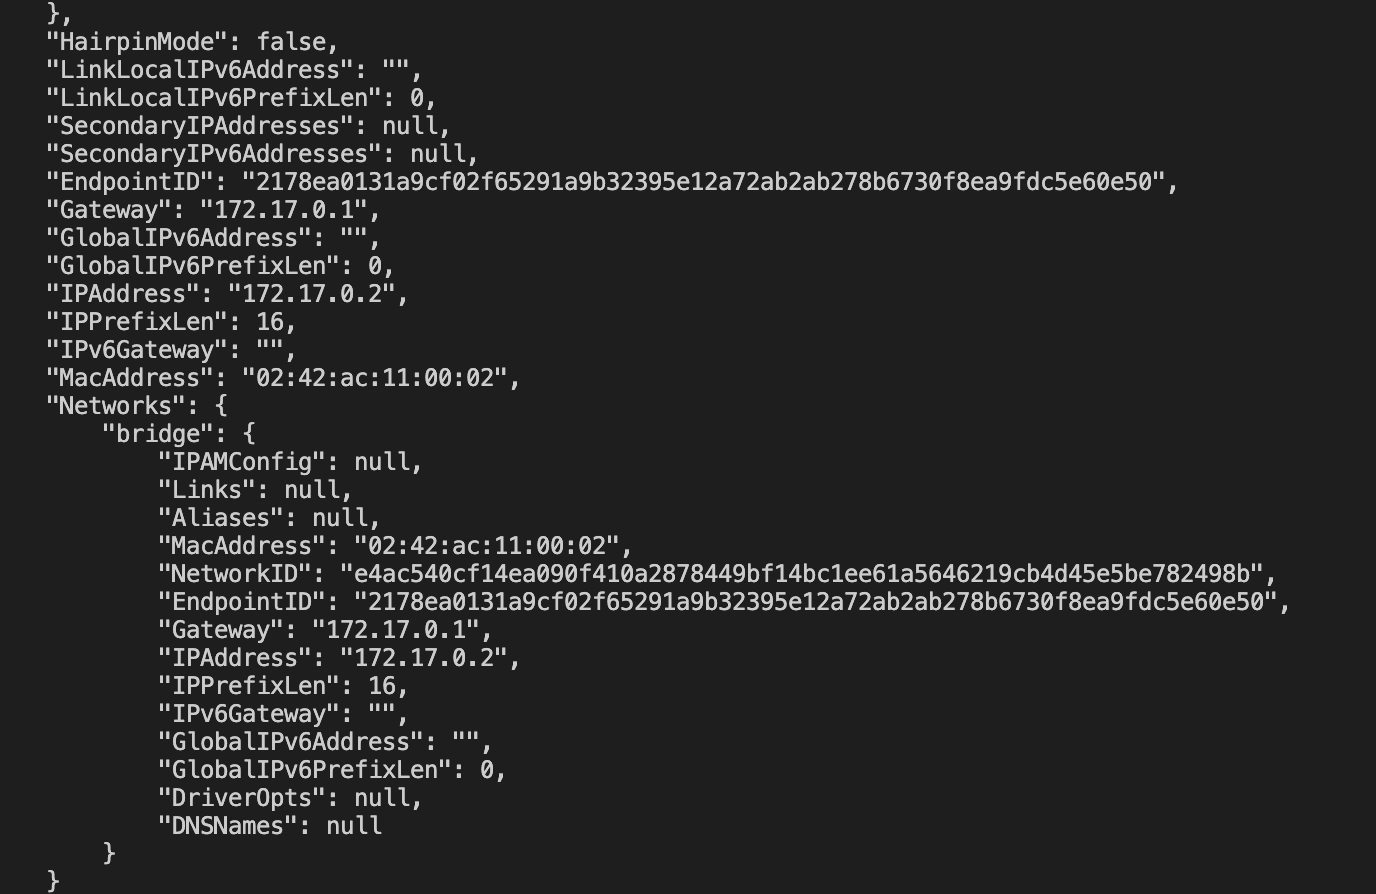 },
"HairpinMode": false,
"LinkLocalIPv6Address": "",
"LinkLocalIPv6PrefixLen": 0,
"SecondaryIPAddresses": null,
"SecondaryIPv6Addresses": null,
"EndpointID": "2178ea0131a9cf02f65291a9b32395e12a72ab2ab278b6730f8ea9fdc5e60e50",
"Gateway": "172.17.0.1",
"GlobalIPv6Address": "",
"GlobalIPv6PrefixLen": 0,
"IPAddress": "172.17.0.2",
"IPPrefixLen": 16,
"IPv6Gateway": "",
"MacAddress": "02:42:ac:11:00:02",
"Networks": {
"bridge": {
"IPAMConfig": null,
"Links": null,
"Aliases": null,
"MacAddress": "02:42:ac:11:00:02",
"NetworkID": "e4ac540cf14ea090f410a2878449bf14bc1ee61a5646219cb4d45e5be782498b",
"EndpointID": "2178ea0131a9cf02f65291a9b32395e12a72ab2ab278b6730f8ea9fdc5e60e50",
"Gateway": "172.17.0.1",
"IPAddress": "172.17.0.2",
"IPPrefixLen": 16,
"IPv6Gateway": "",
"GlobalIPv6Address": "",
"GlobalIPv6PrefixLen": 0,
"DriverOpts": null,
"DNSNames": null
}
}